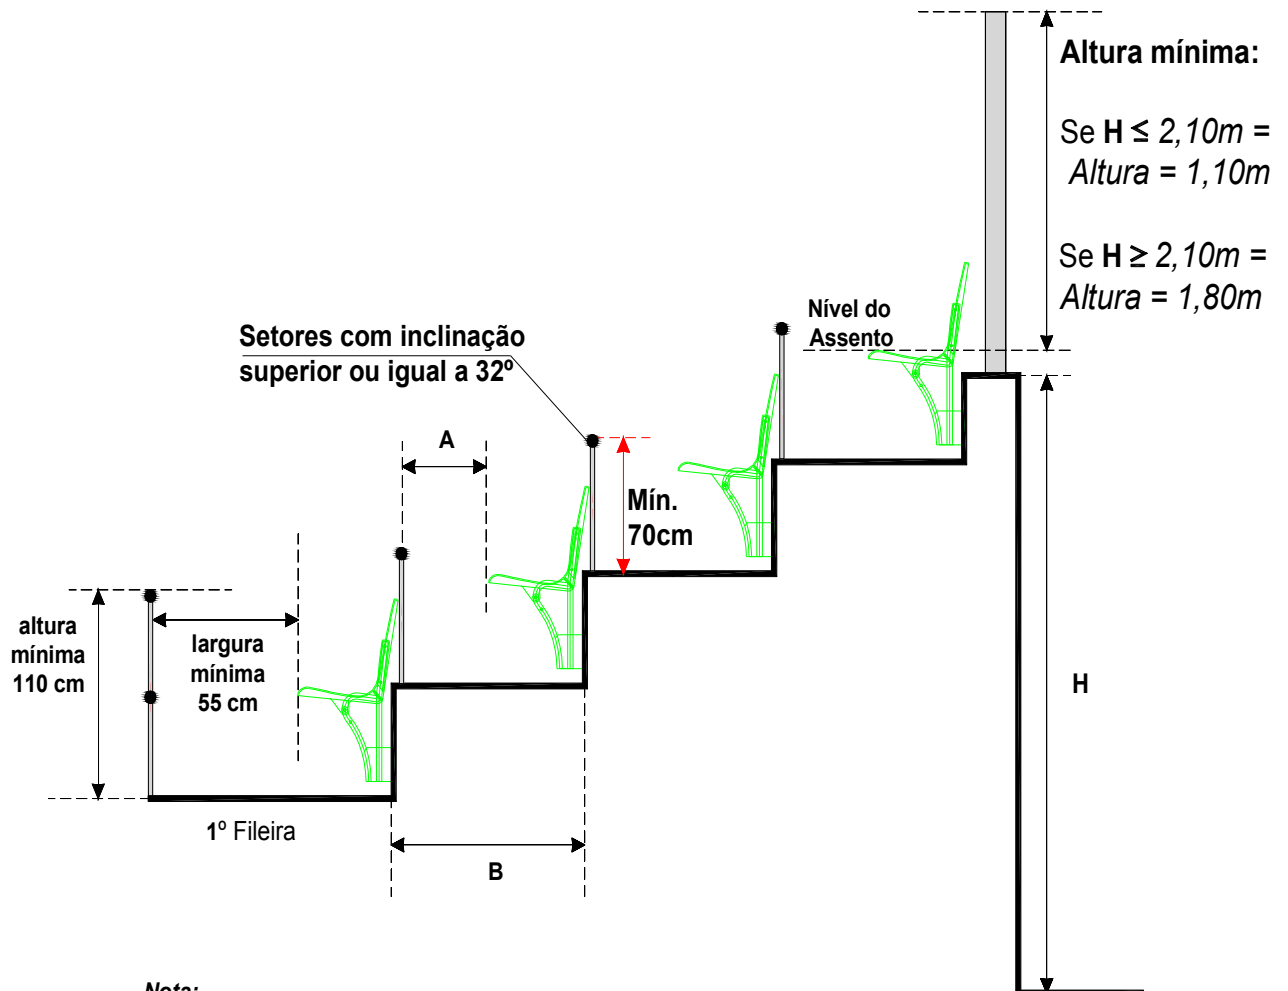 Altura mínima:
Se H ≤ 2,10m =
Altura = 1,10m
Se H ≥ 2,10m =
Altura = 1,80m
Nível do
Assento
Setores com inclinação
superior ou igual a 32º
A
Mín.
70cm
altura
mínima
110 cm
largura
mínima
55 cm
H
1º Fileira
B
Nota: